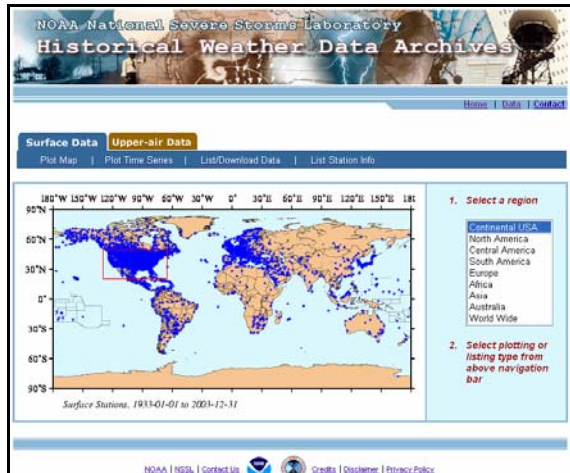 NOAA National Severe Storms Laboratory
Historical Weather Data Archives
Home | Data | Contact
Surface Data Upper-air Data
Plot Map | Plot Time Series | List/Download Data | List Station Info
180°W 150°W 120°W 90°W 60°W 30°W 0° 30°E 60°E 90°E 120°E 150°E 18
90°N
60°N
30°N
0°
30°S
60°S
90°S
Surface Stations, 1933-01-01 to 2003-12-31
1. Select a region
Continental USA
North America
Central America
South America
Europe
Africa
Asia
Australia
World Wide
2. Select plotting or
listing type from
above navigation
bar
NOAA | NSSL | Contact Us Credits | Disclaimer | Privacy Policy